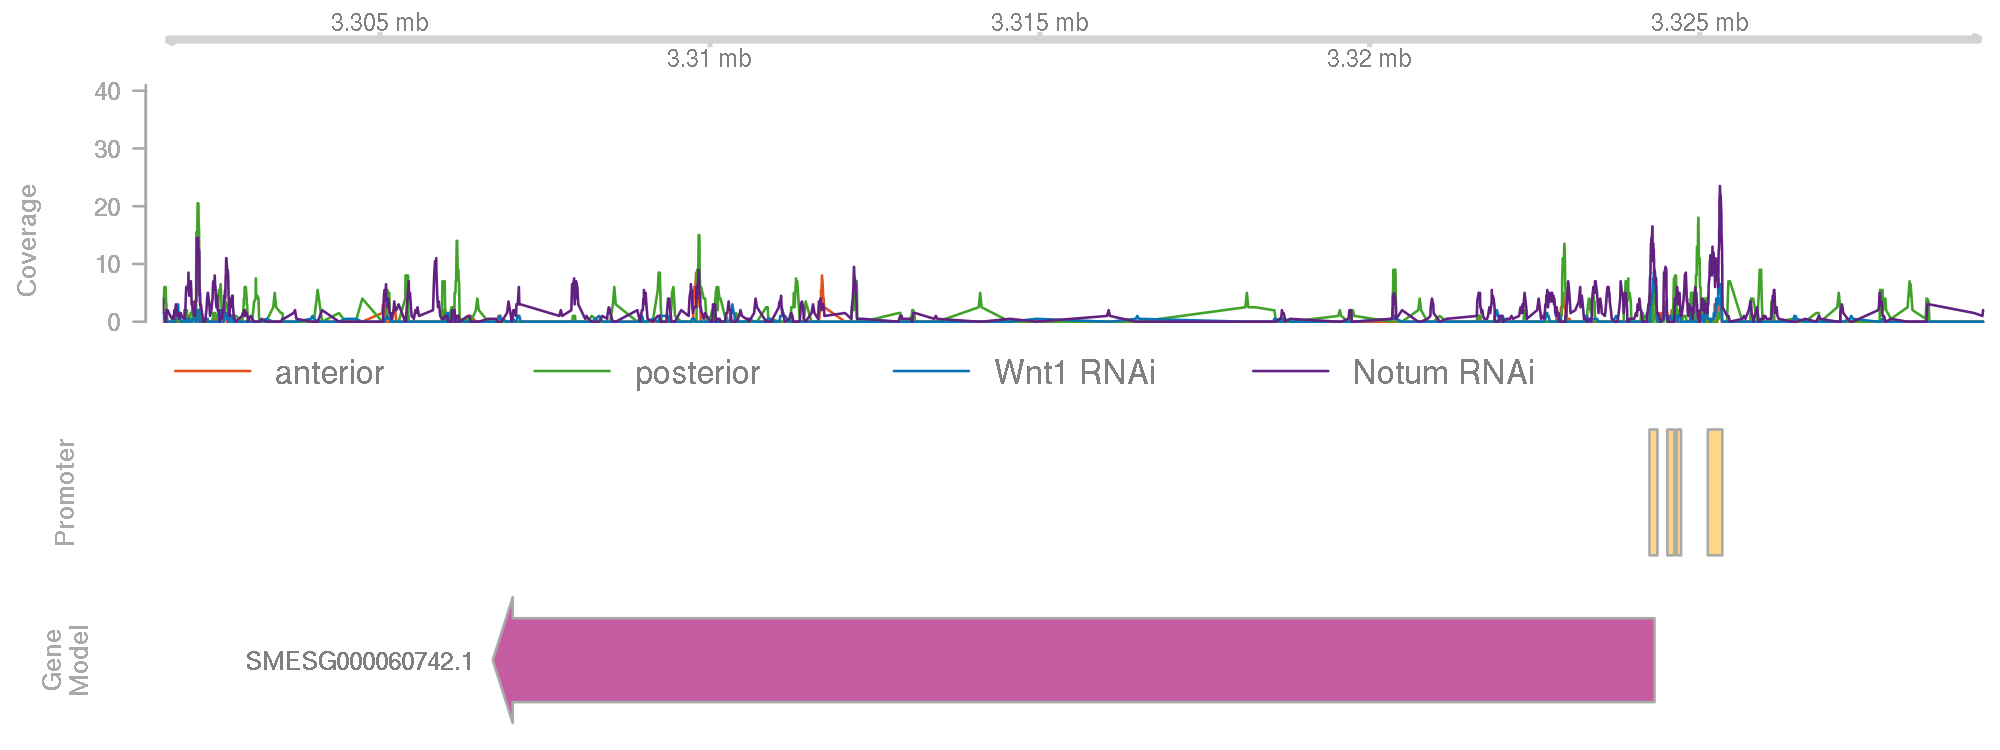 3.305 mb
3.315 mb
3.325 mb
3.31 mb
3.32 mb
40
30
20
10
0
Coverage
anterior posterior Wnt1 RNAi Notum RNAi
Promoter
Gene
Model
SMESG000060742.1